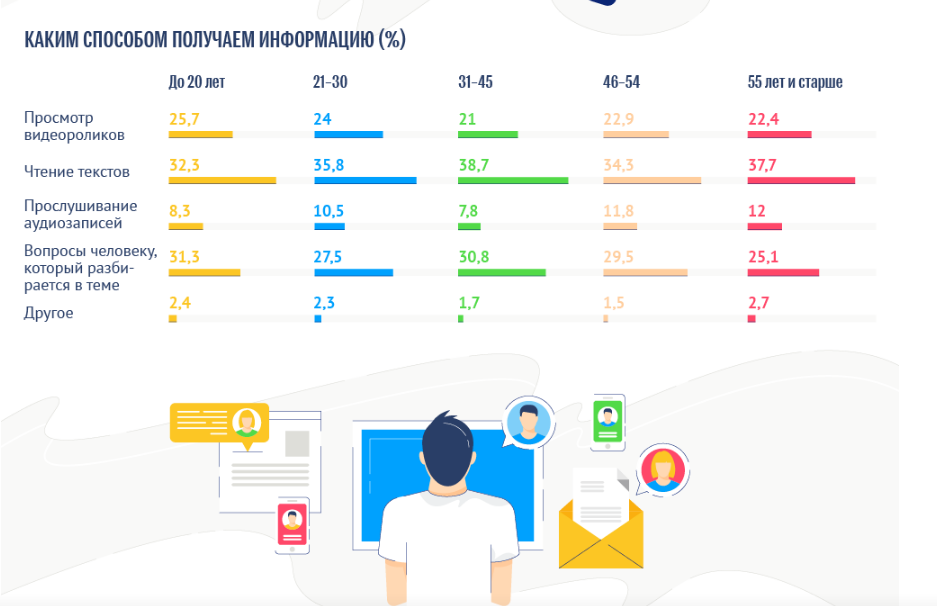 КАКИМ СПОСОБОМ ПОЛУЧАЕМ ИНФОРМАЦИЮ (%)
До 20 лет 21–30 31–45 46–54 55 лет и старше
Просмотр
видеороликов
25,7 24 21 22,9 22,4
Чтение текстов
32,3 35,8 38,7 34,3 37,7
Прослушивание
аудиозаписей
8,3 10,5 7,8 11,8 12
Вопросы человеку,
который разби-
рается в теме
31,3 27,5 30,8 29,5 25,1
Другое
2,4 2,3 1,7 1,5 2,7